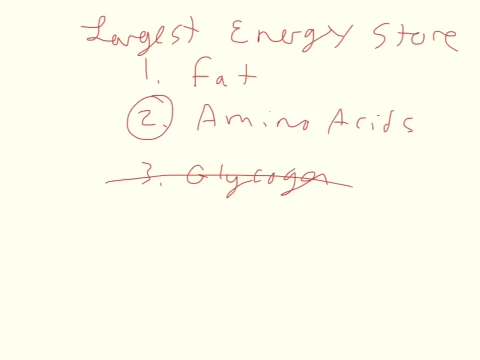 Largest Energy Store
1. Fat
2. Amino Acids
3. Glycogen